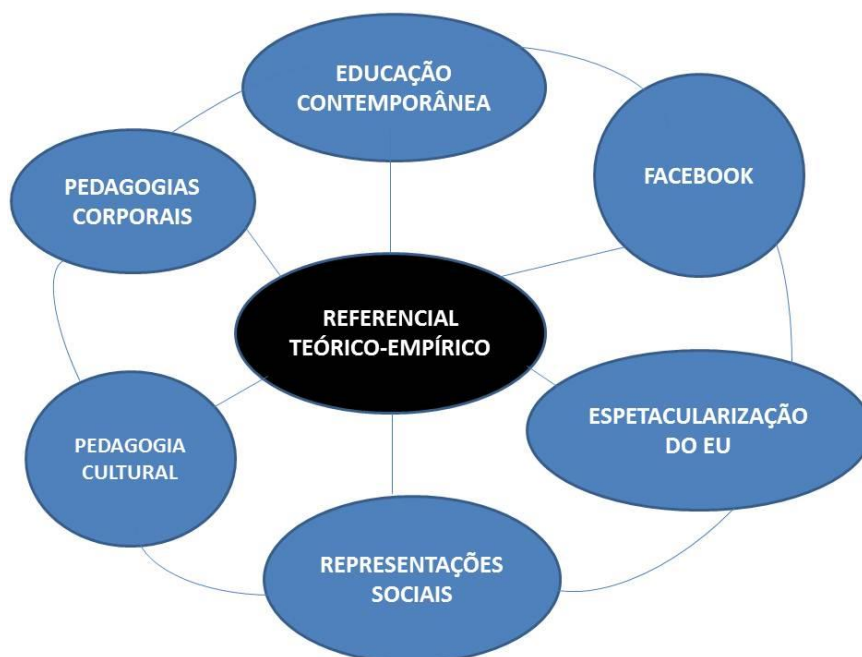 EDUCAÇÃO
CONTEMPORÂNEA
FACEBOOK
PEDAGOGIAS
CORPORAIS
REFERENCIAL
TEÓRICO-EMPÍRICO
ESPETACULARIZAÇÃO
DO EU
PEDAGOGIA
CULTURAL
REPRESENTAÇÕES
SOCIAIS